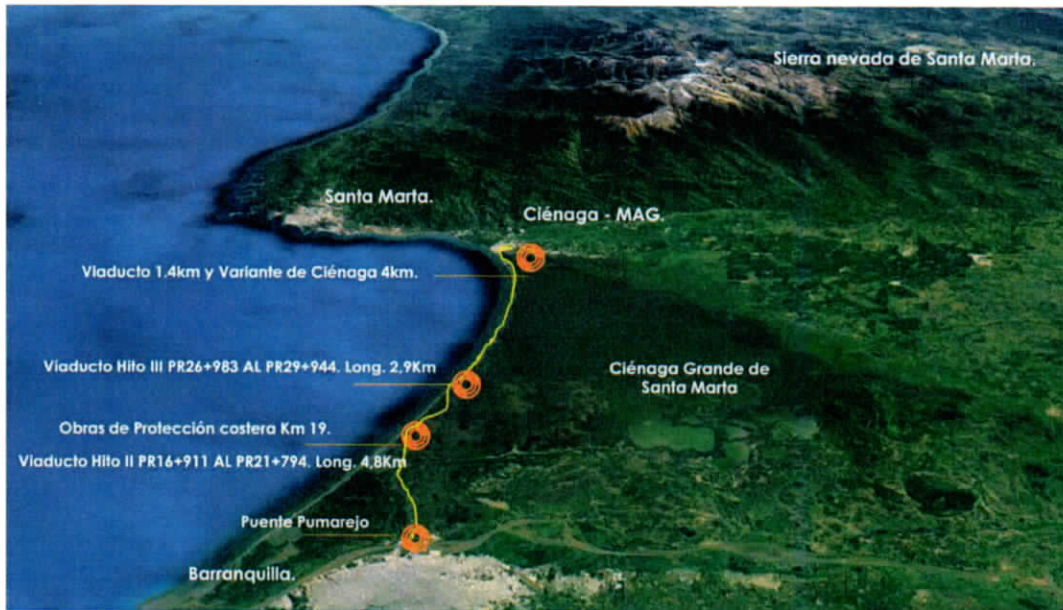 Sierra nevada de Santa Marta.
Santa Marta.
Ciénaga - MAG.
Viaducto 1.4km y Variante de Ciénaga 4km.
Viaducto Hito III PR26+983 AL PR29+944. Long. 2,9Km
Ciénaga Grande de
Santa Marta
Obras de Protección costera Km 19.
Viaducto Hito II PR16+911 AL PR21+794. Long. 4,8Km
Puente Pumarejo
Barranquilla.